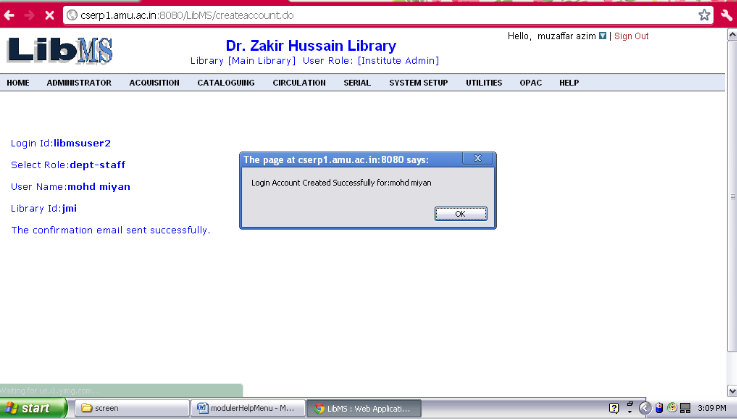 cserp1.amu.ac.in:8080/LibMS/createaccount.do
LibMS
Dr. Zakir Hussain Library
Hello, muzaffar azim | Sign Out
Library [Main Library] User Role: [Institute Admin]
HOME ADMINISTRATOR ACQUISITION CATALOGUING CIRCULATION SERIAL SYSTEM SETUP UTILITIES OPAC HELP
Login Id:libmsuser2
Select Role:dept-staff
User Name:mohd miyan
Library Id:jmi
The confirmation email sent successfully.
The page at cserp1.amu.ac.in:8080 says:
Login Account Created Successfully for:mohd miyan
OK
start screen modulerHelpMenu - M... LibMS : Web Applicati... 3:09 PM